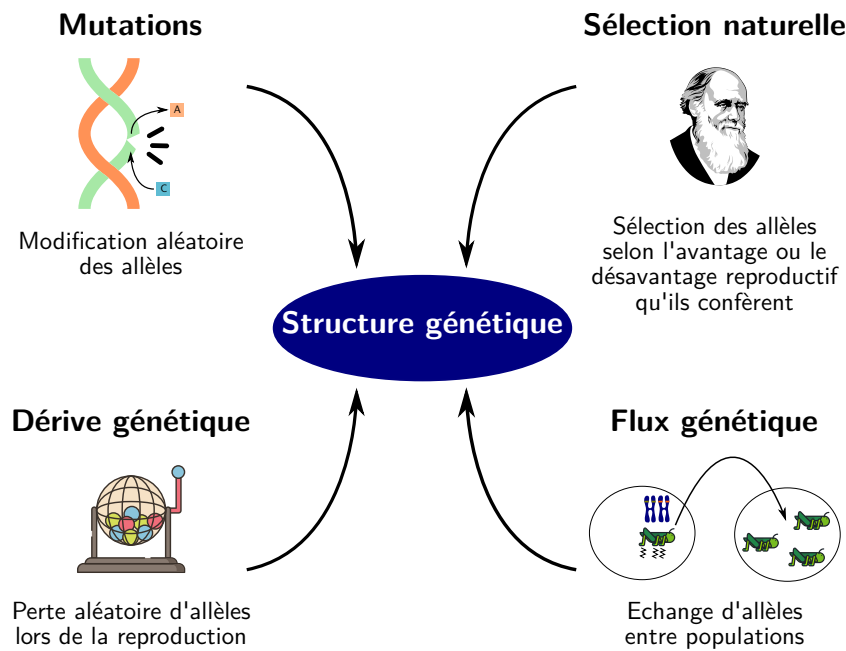 Mutations
A
C
Modification aléatoire
des allèles
Sélection naturelle
Sélection des allèles
selon l'avantage ou le
désavantage reproductif
qu'ils confèrent
Structure génétique
Dérive génétique
Perte aléatoire d'allèles
lors de la reproduction
Flux génétique
Echange d'allèles
entre populations